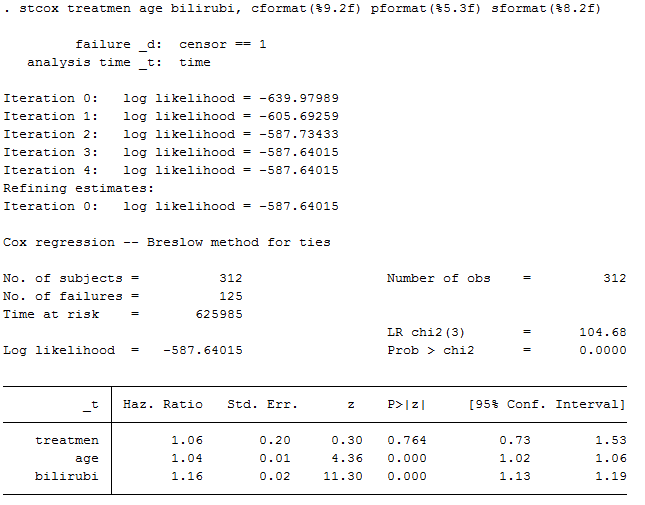 . stcox treatmen age bilirubi, cformat(%9.2f) pformat(%5.3f) sformat(%8.2f)
failure _d: censor == 1
analysis time _t: time
Iteration 0: log likelihood = -639.97989
Iteration 1: log likelihood = -605.69259
Iteration 2: log likelihood = -587.73433
Iteration 3: log likelihood = -587.64015
Iteration 4: log likelihood = -587.64015
Refining estimates:
Iteration 0: log likelihood = -587.64015
Cox regression -- Breslow method for ties
No. of subjects = 312 Number of obs = 312
No. of failures = 125
Time at risk = 625985
LR chi2(3) = 104.68
Log likelihood = -587.64015 Prob > chi2 = 0.0000
_t Haz. Ratio Std. Err. z P>|z| [95% Conf. Interval]
treatmen 1.06 0.20 0.30 0.764 0.73 1.53
age 1.04 0.01 4.36 0.000 1.02 1.06
bilirubi 1.16 0.02 11.30 0.000 1.13 1.19